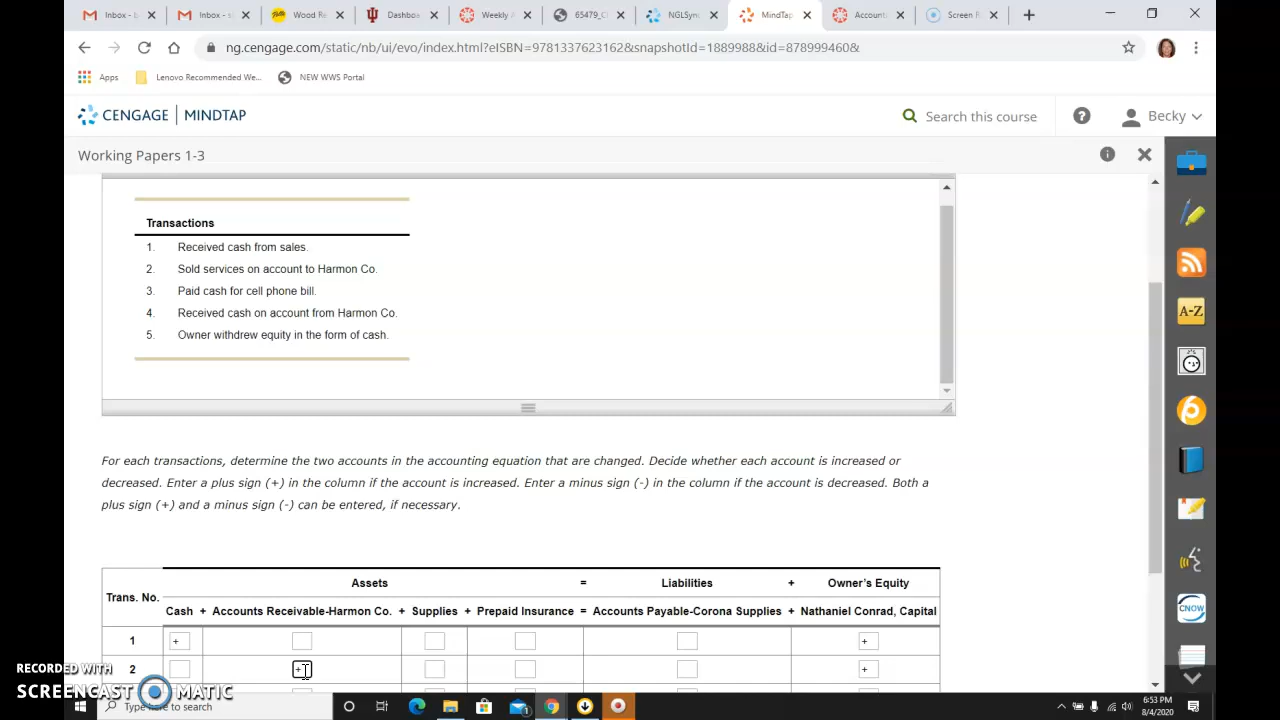 Inbox - b
Inbox - s
Wood Re
Dashbo
Weekly A
65479_C
NGLSyn
MindTap
Account
Screen R
ng.cengage.com/static/nb/ui/evo/index.html?eISBN=9781337623162&snapshotId=1889988&id=878999460&
Apps
Lenovo Recommended We...
NEW WWS Portal
CENGAGE | MINDTAP
Search this course
?
Becky
Working Papers 1-3
Transactions
1. Received cash from sales.
2. Sold services on account to Harmon Co.
3. Paid cash for cell phone bill.
4. Received cash on account from Harmon Co.
5. Owner withdrew equity in the form of cash.
A-Z
For each transactions, determine the two accounts in the accounting equation that are changed. Decide whether each account is increased or
decreased. Enter a plus sign (+) in the column if the account is increased. Enter a minus sign (-) in the column if the account is decreased. Both a
plus sign (+) and a minus sign (-) can be entered, if necessary.
CNOW
Assets = Liabilities + Owner's Equity
Trans. No.
Cash + Accounts Receivable-Harmon Co. + Supplies + Prepaid Insurance = Accounts Payable-Corona Supplies + Nathaniel Conrad, Capital
1 + +
2 + +
RECORDED WITH
SCREENCAST MATIC
Type here to search
6:53 PM
8/4/2020